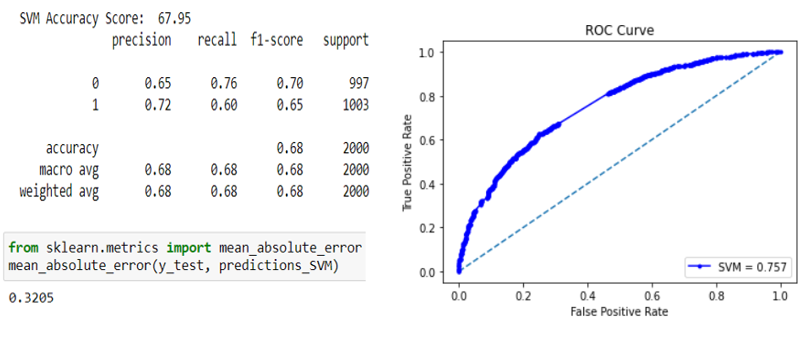 SVM Accuracy Score:  67.95
precision    recall  f1-score   support
0       0.65      0.76      0.70       997
1       0.72      0.60      0.65      1003
accuracy                           0.68      2000
macro avg       0.68      0.68      0.68      2000
weighted avg       0.68      0.68      0.68      2000
from sklearn.metrics import mean_absolute_error
mean_absolute_error(y_test, predictions_SVM)
0.3205
ROC Curve
True Positive Rate
1.0
0.8
0.6
0.4
0.2
0.0
SVM = 0.757
0.0 0.2 0.4 0.6 0.8 1.0
False Positive Rate